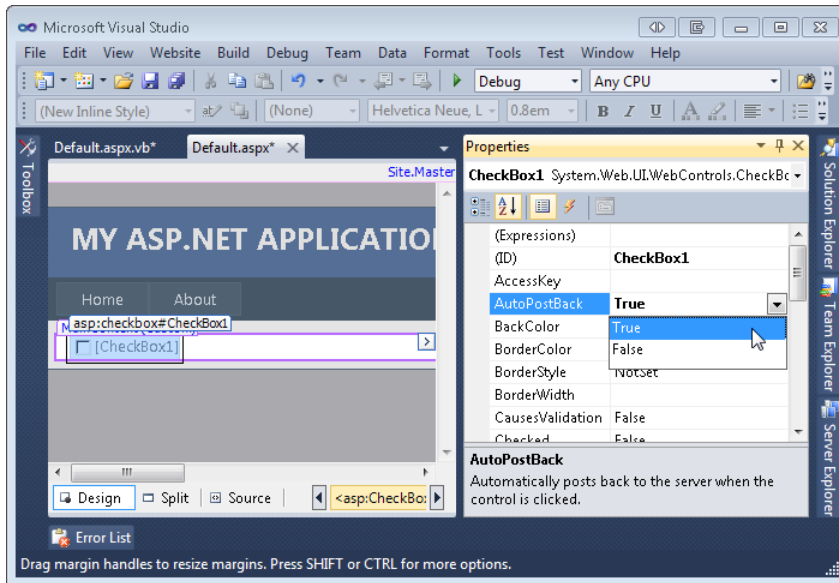 Microsoft Visual Studio
File Edit View Website Build Debug Team Data Format Tools Test Window Help
Debug Any CPU
(New Inline Style) (None) Helvetica Neue, L 0.8em B I U A
Toolbox
Default.aspx.vb* Default.aspx*
Site.Master
MY ASP.NET APPLICATIO
Home About
asp:checkbox#CheckBox1
[CheckBox1]
Design Split Source <asp:CheckBo
Properties
CheckBox1 System.Web.UI.WebControls.CheckBo
(Expressions)
(ID) CheckBox1
AccessKey
AutoPostBack True
BackColor True
BorderColor False
BorderStyle NotSet
BorderWidth
CausesValidation False
Checked False
AutoPostBack
Automatically posts back to the server when the
control is clicked.
Solution Explorer
Team Explorer
Server Explorer
Error List
Drag margin handles to resize margins. Press SHIFT or CTRL for more options.